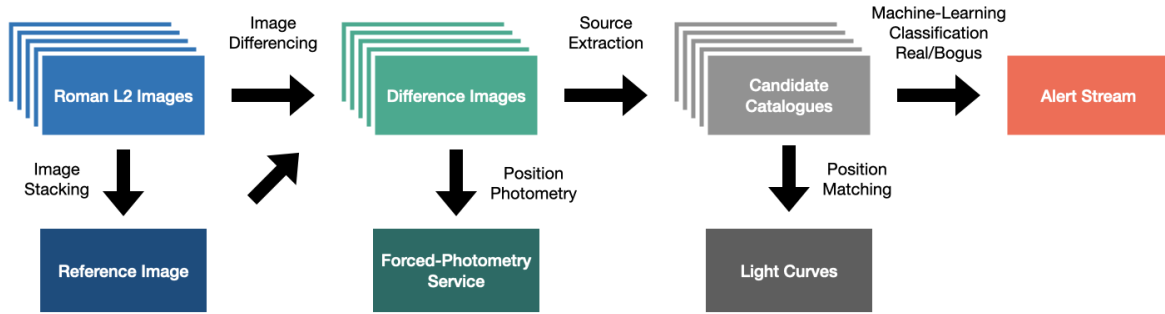 Image
Differencing
Source
Extraction
Machine-Learning
Classification
Real/Bogus
Roman L2 Images
Difference Images
Candidate
Catalogues
Alert Stream
Image
Stacking
Position
Photometry
Position
Matching
Reference Image
Forced-Photometry
Service
Light Curves